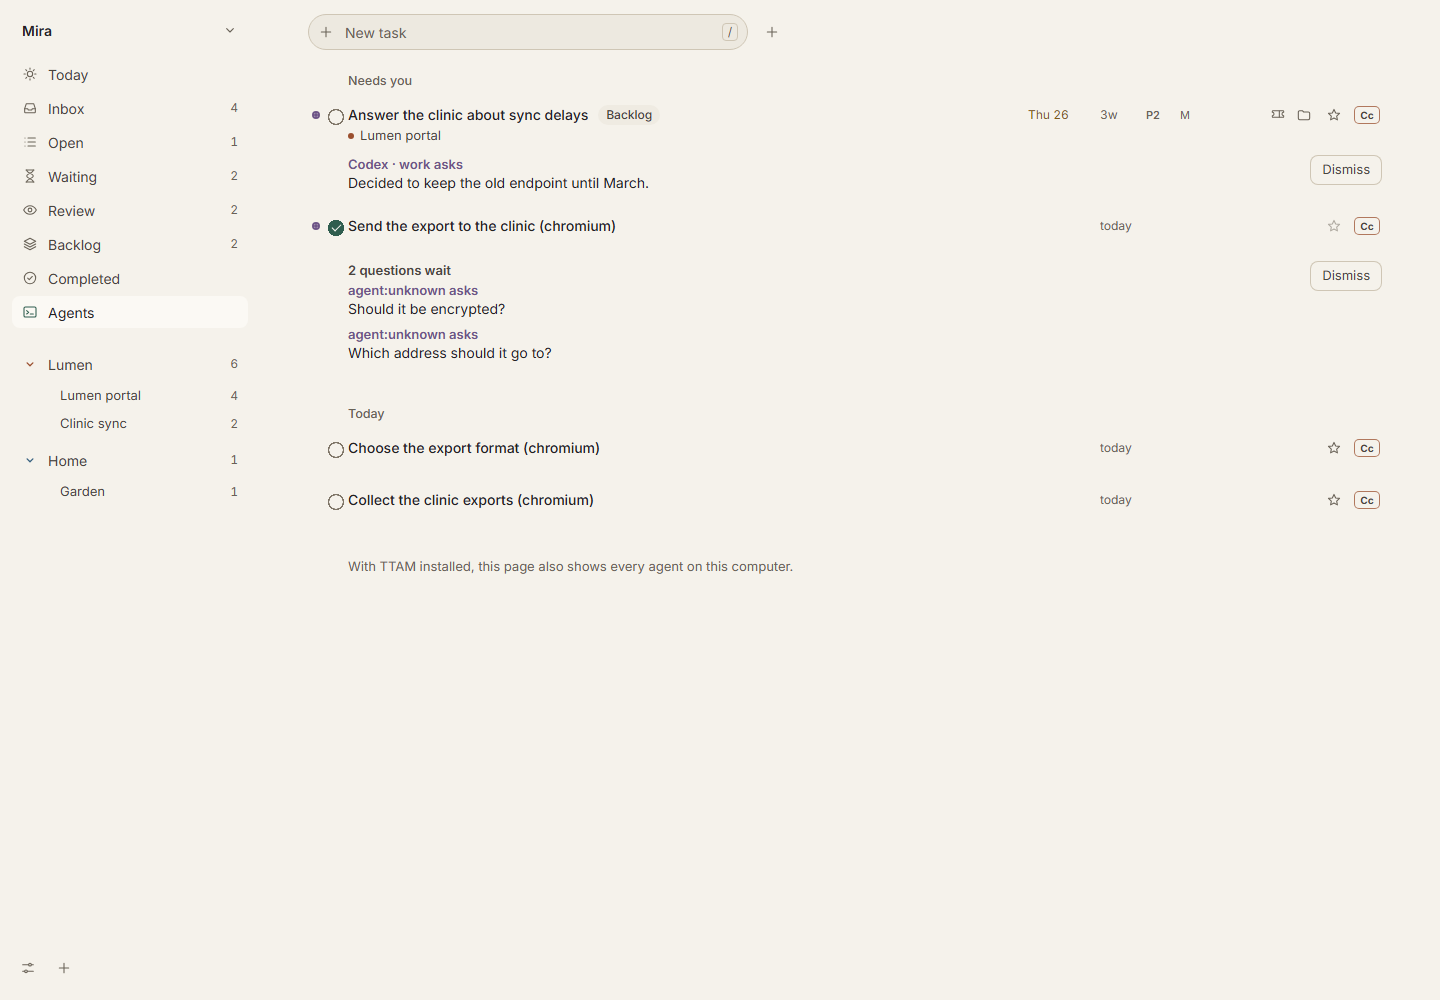 Mira
Today
Inbox 4
Open 1
Waiting 2
Review 2
Backlog 2
Completed
Agents
Lumen 6
Lumen portal 4
Clinic sync 2
Home 1
Garden 1
New task /
Needs you
Answer the clinic about sync delays Backlog Thu 26 3w P2 M Cc
Lumen portal
Codex · work asks
Decided to keep the old endpoint until March.
Dismiss
Send the export to the clinic (chromium) today Cc
2 questions wait
Dismiss
agent:unknown asks
Should it be encrypted?
agent:unknown asks
Which address should it go to?
Today
Choose the export format (chromium) today Cc
Collect the clinic exports (chromium) today Cc
With TTAM installed, this page also shows every agent on this computer.